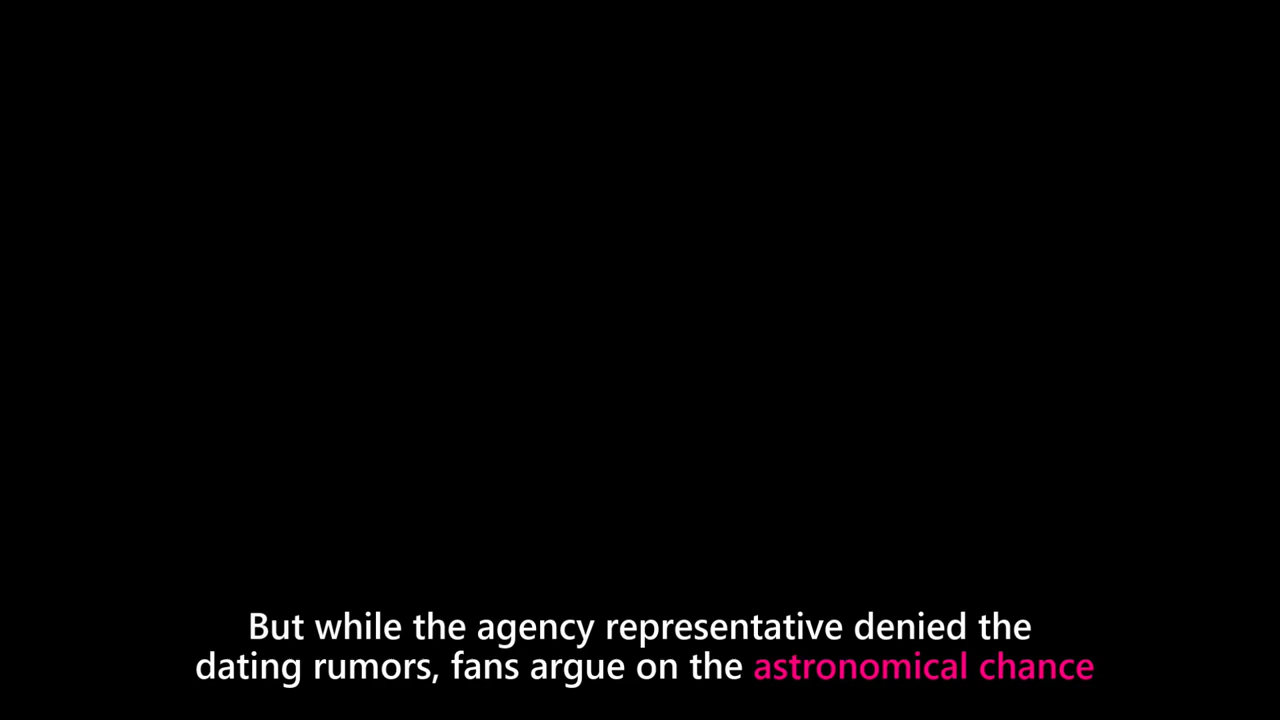 But while the agency representative denied the
dating rumors, fans argue on the astronomical chance